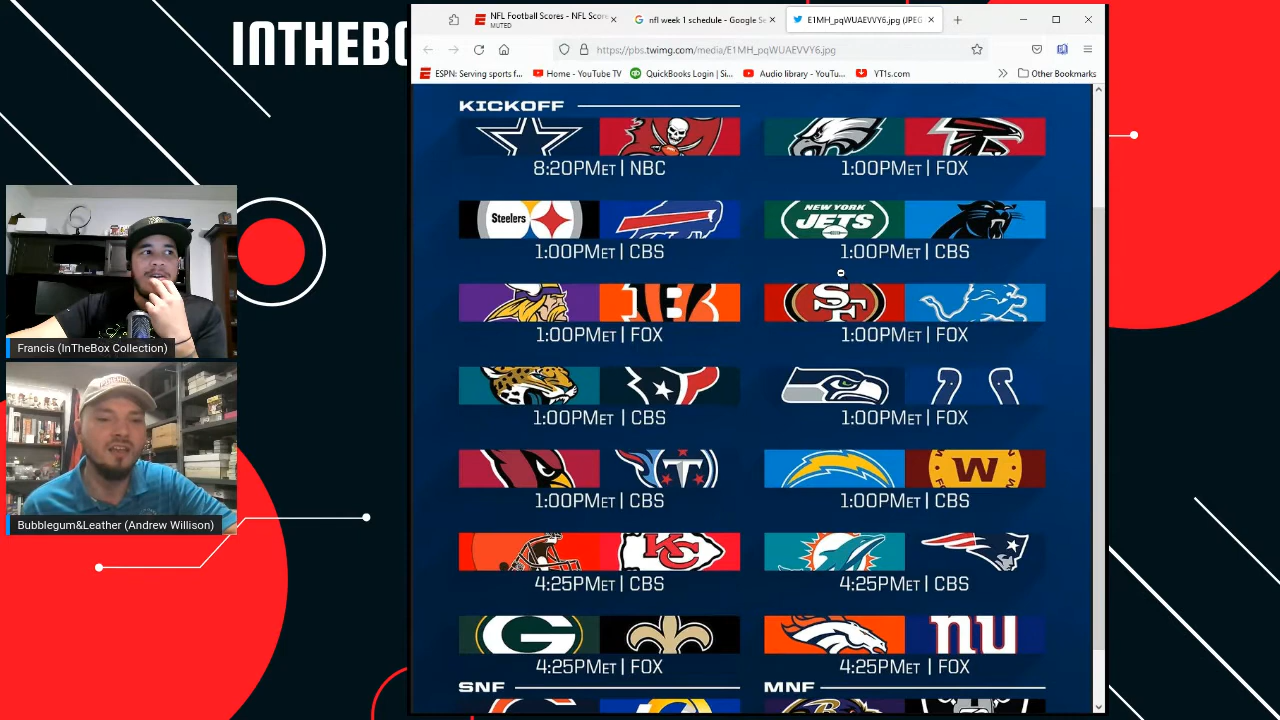 INTHEBO
NFL Football Scores - NFL Scor
MUTED
nfl week 1 schedule - Google Se
E1MH_pqWUAEVVY6.jpg (JPEG
https://pbs.twimg.com/media/E1MH_pqWUAEVVY6.jpg
ESPN: Serving sports f...
Home - YouTube TV
QuickBooks Login | Si...
Audio library - YouTu...
YT1s.com
Other Bookmarks
KICKOFF
8:20PMET | NBC
1:00PMET | FOX
Steelers
NEW YORK
JETS
1:00PMET | CBS
1:00PMET | CBS
SF
1:00PMET | FOX
1:00PMET | FOX
1:00PMET | CBS
1:00PMET | FOX
T
W
1:00PMET | CBS
1:00PMET | CBS
KC
4:25PMET | CBS
4:25PMET | CBS
G
NU
4:25PMET | FOX
4:25PMET | FOX
SNF
MNF
Francis (InTheBox Collection)
Bubblegum&Leather (Andrew Willison)